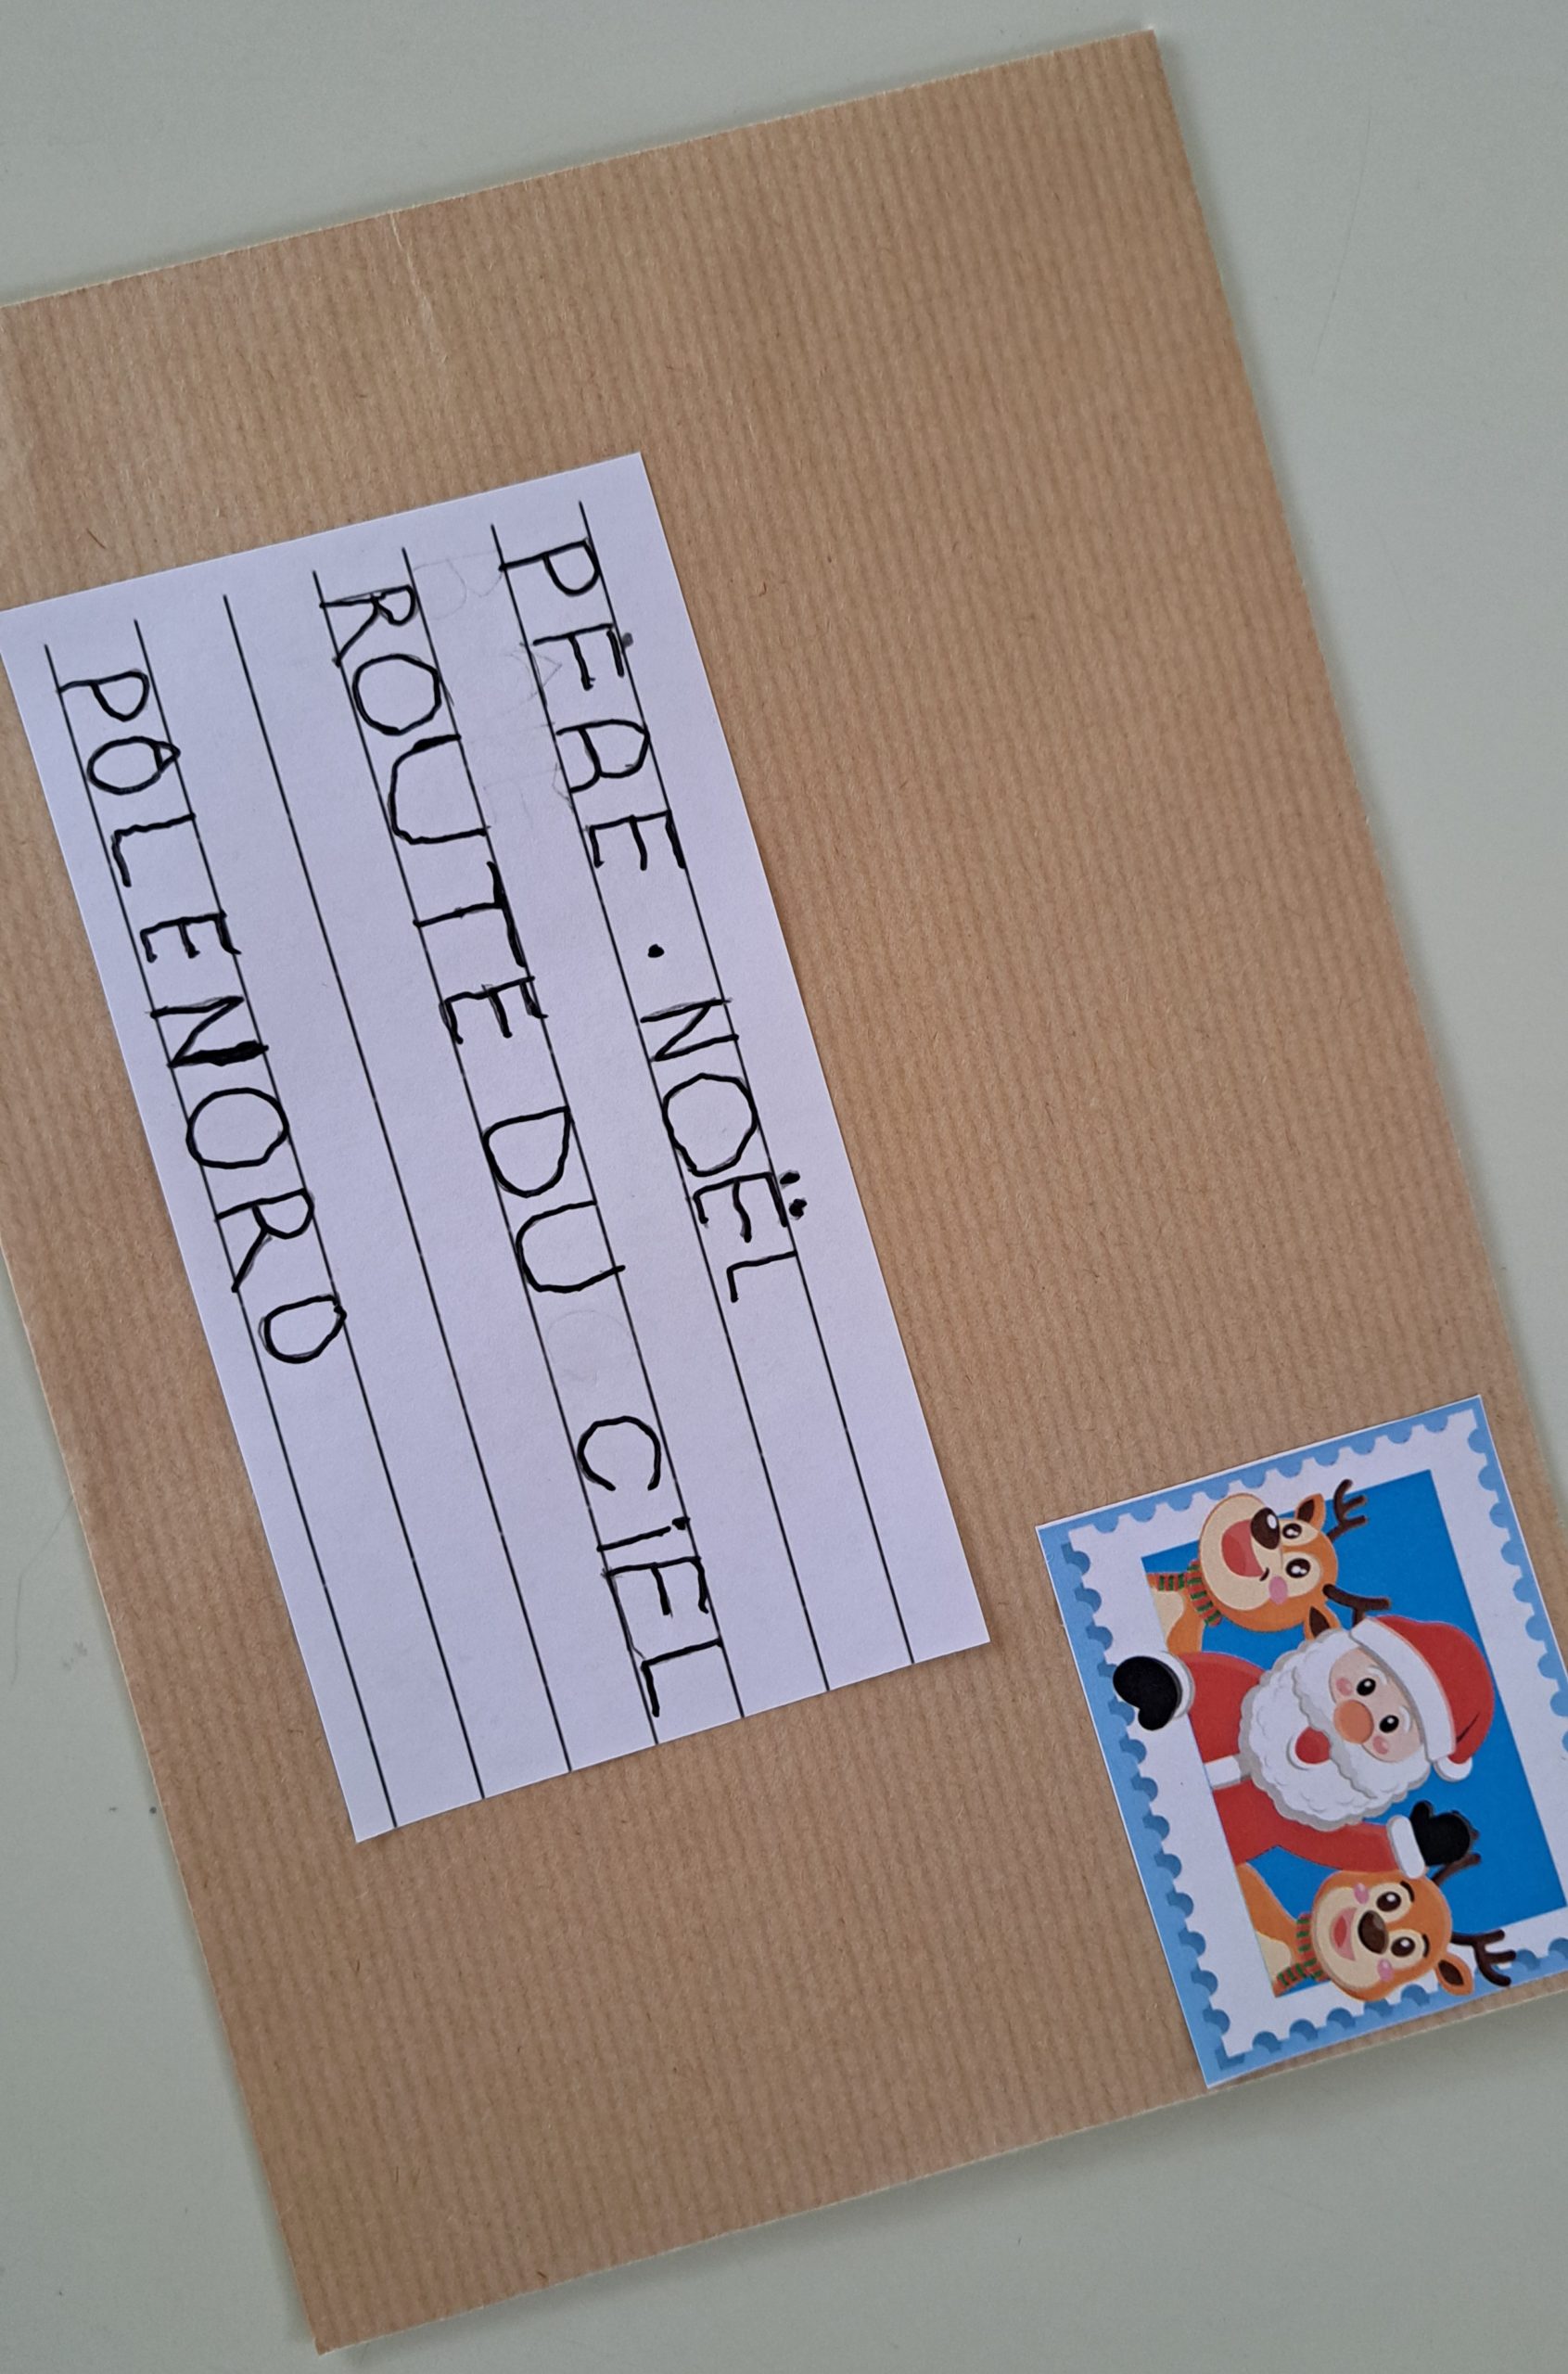 PÈRE·NOËL
ROUTE DU CiEL
PÔLE NORD